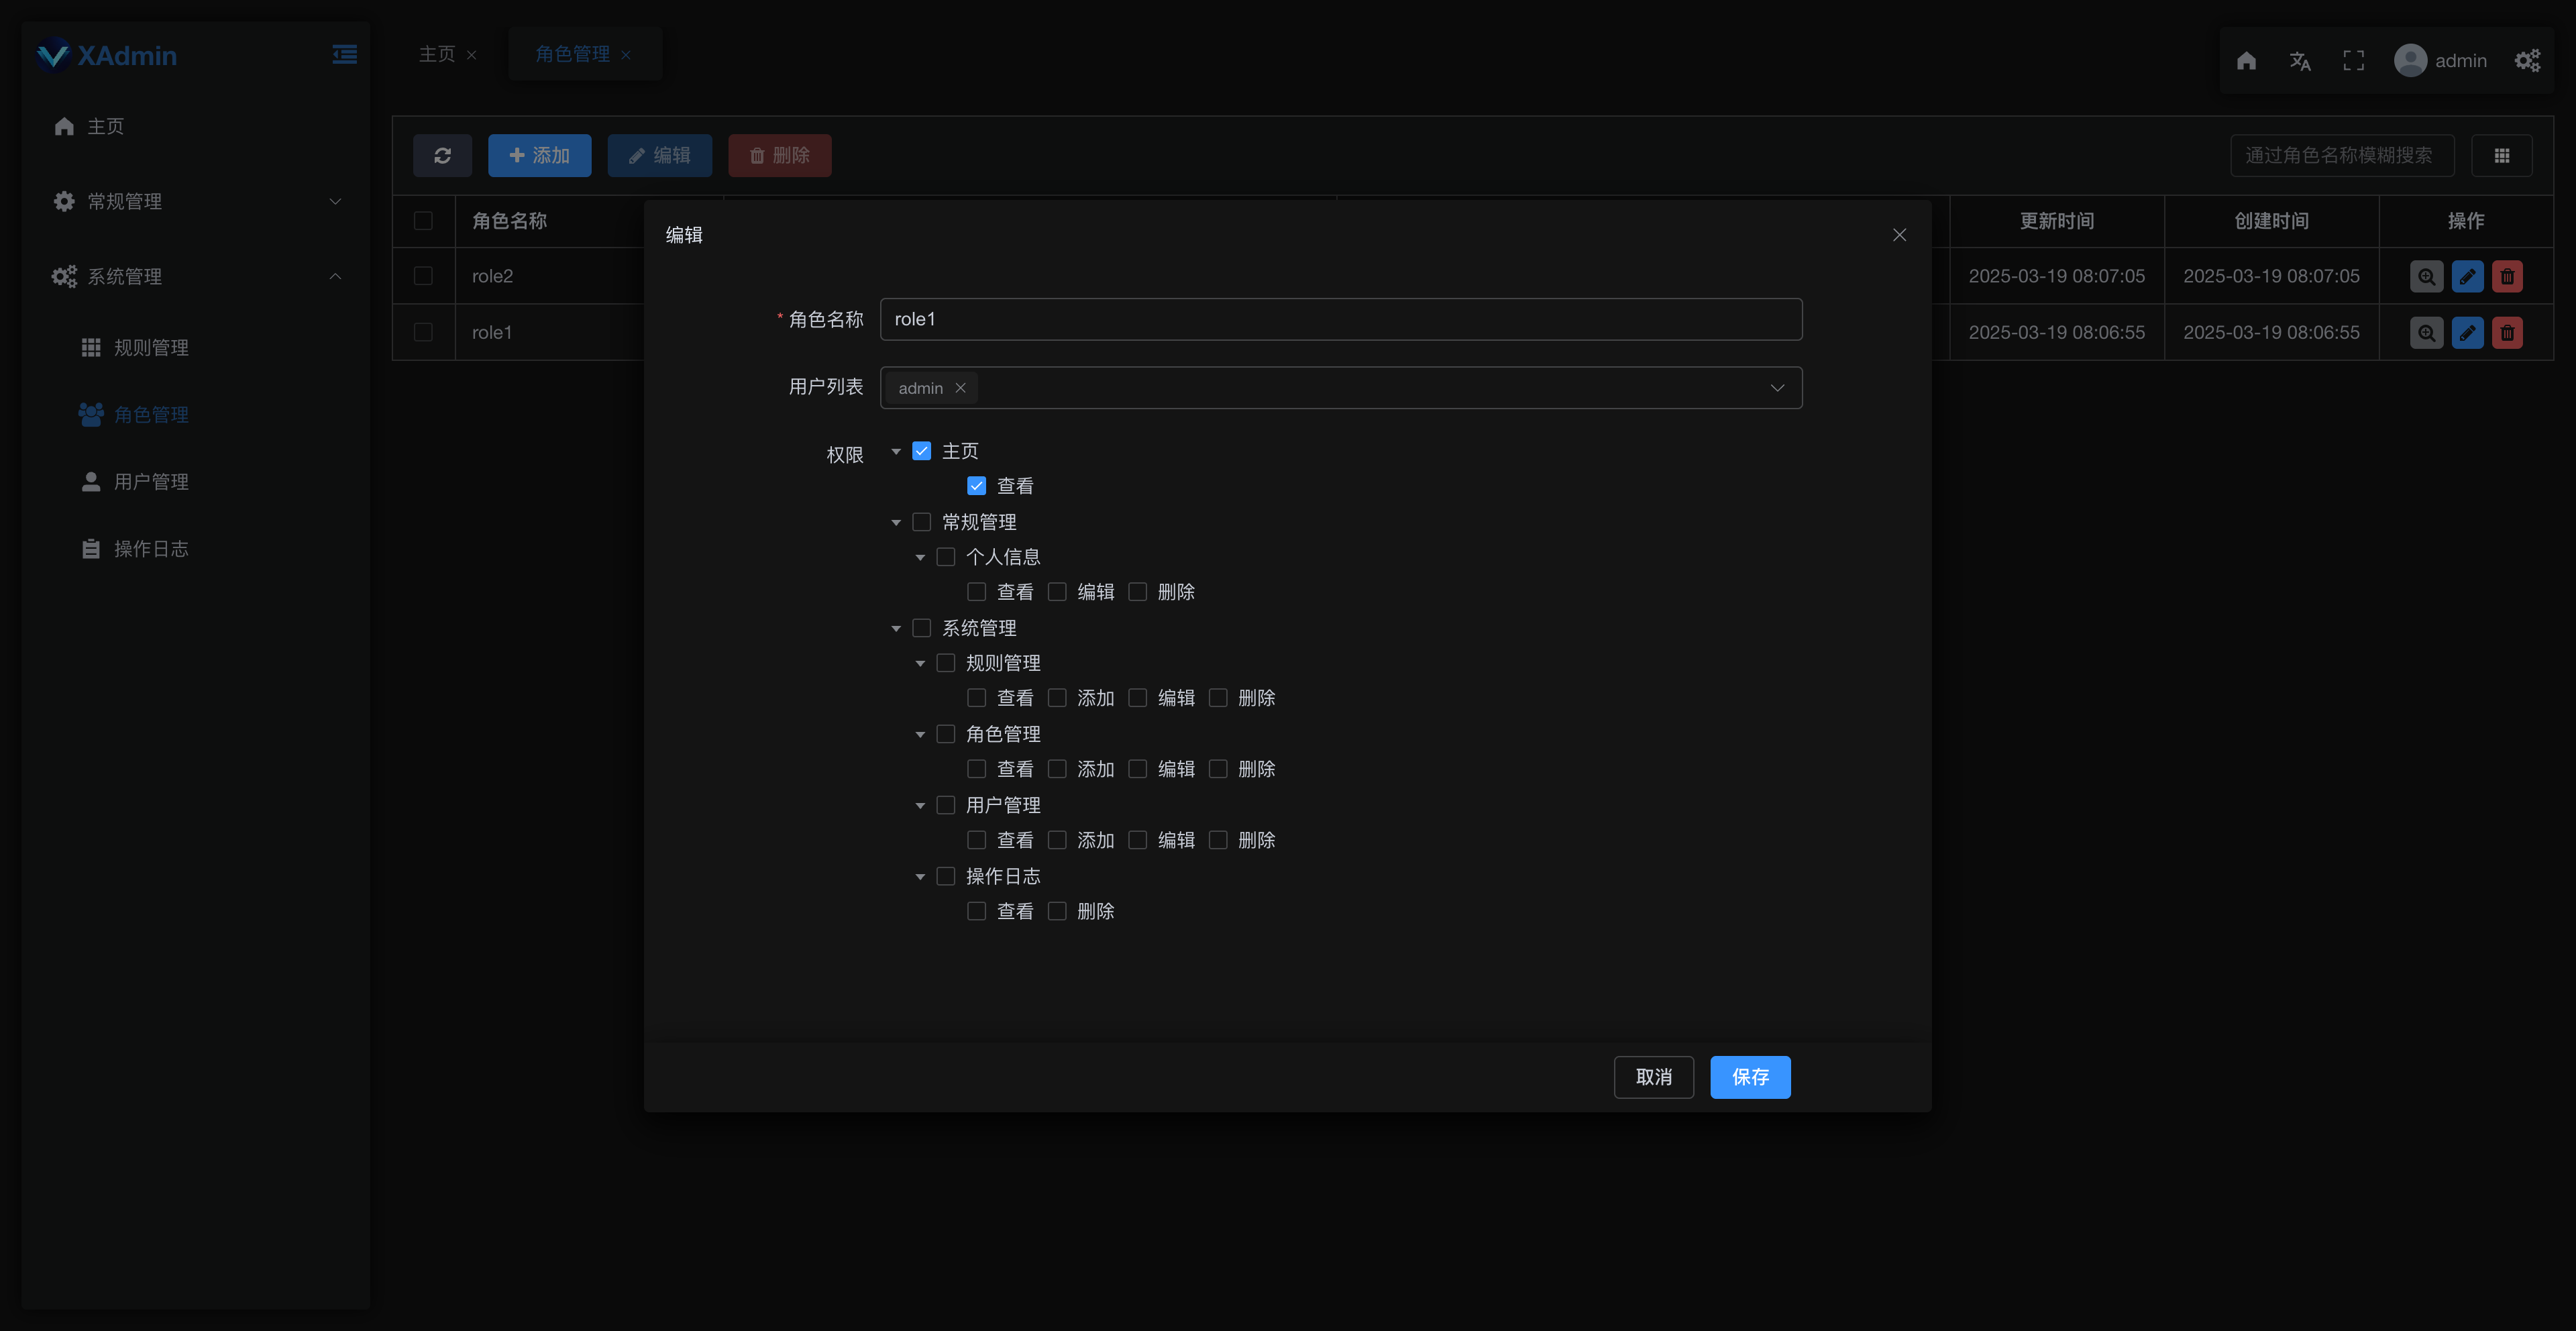 XAdmin
主页
常规管理
系统管理
规则管理
角色管理
用户管理
操作日志
主页 角色管理
admin
添加 编辑 删除
通过角色名称模糊搜索
角色名称 更新时间 创建时间 操作
role2 2025-03-19 08:07:05 2025-03-19 08:07:05
role1 2025-03-19 08:06:55 2025-03-19 08:06:55
编辑
* 角色名称 role1
用户列表 admin
权限 主页
查看
常规管理
个人信息
查看 编辑 删除
系统管理
规则管理
查看 添加 编辑 删除
角色管理
查看 添加 编辑 删除
用户管理
查看 添加 编辑 删除
操作日志
查看 删除
取消 保存